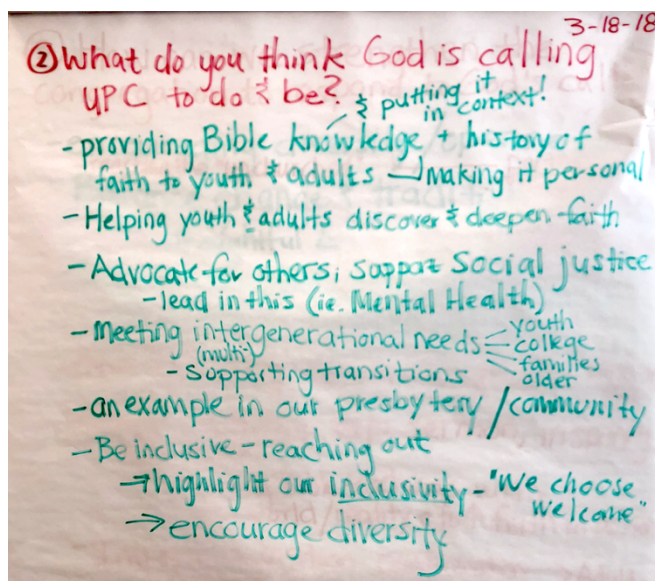 3-18-18
② What do you think God is calling
UPC to do & be?
& putting it
in context!
- providing Bible knowledge + history of
faith to youth & adults → making it personal
- Helping youth & adults discover & deepen faith
- Advocate for others; support Social justice
- lead in this (ie. Mental Health)
- Meeting intergenerational needs
(multi-)
youth
college
families
older
- Supporting transitions
- an example in our presbytery / community
- Be inclusive - reaching out
→ highlight our inclusivity - "We choose
welcome"
→ encourage diversity